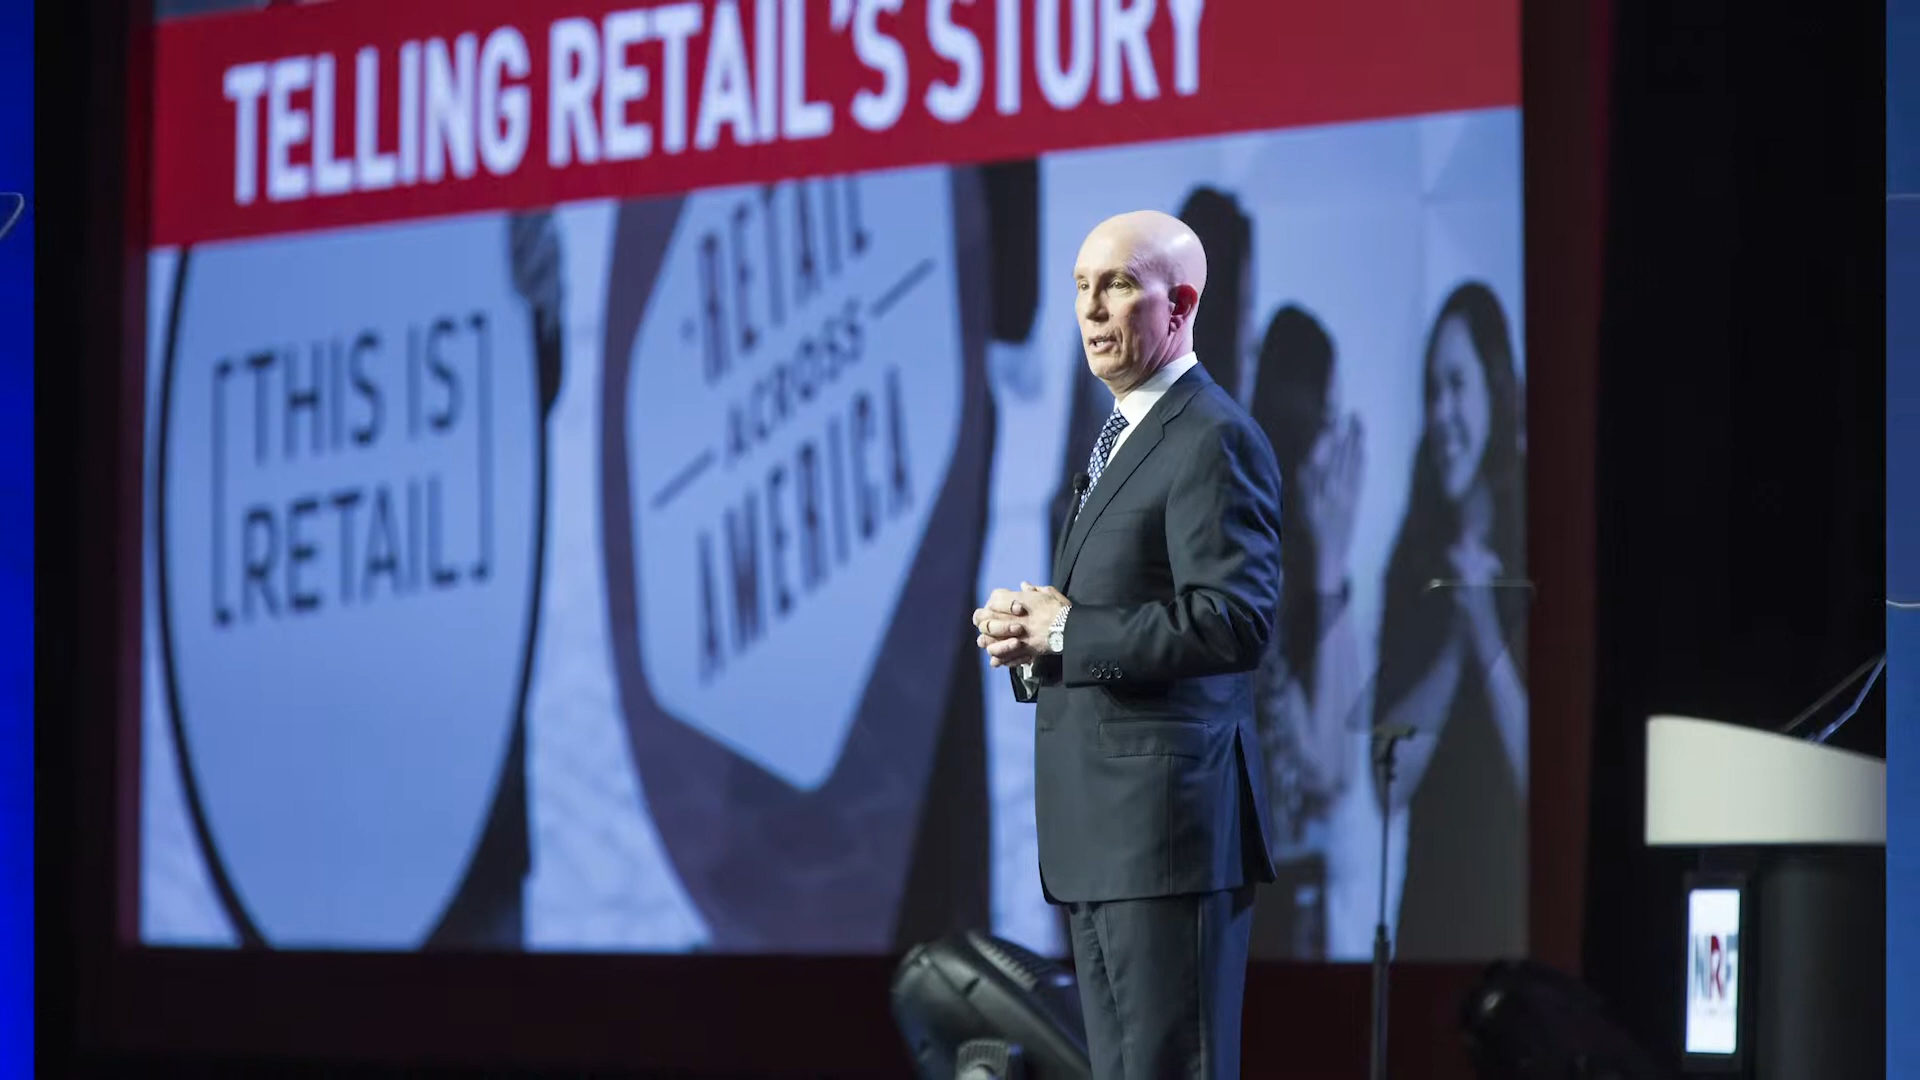 TELLING RETAIL'S STORY
[THIS IS
RETAIL]
RETAIL
ACROSS
AMERICA
NRF